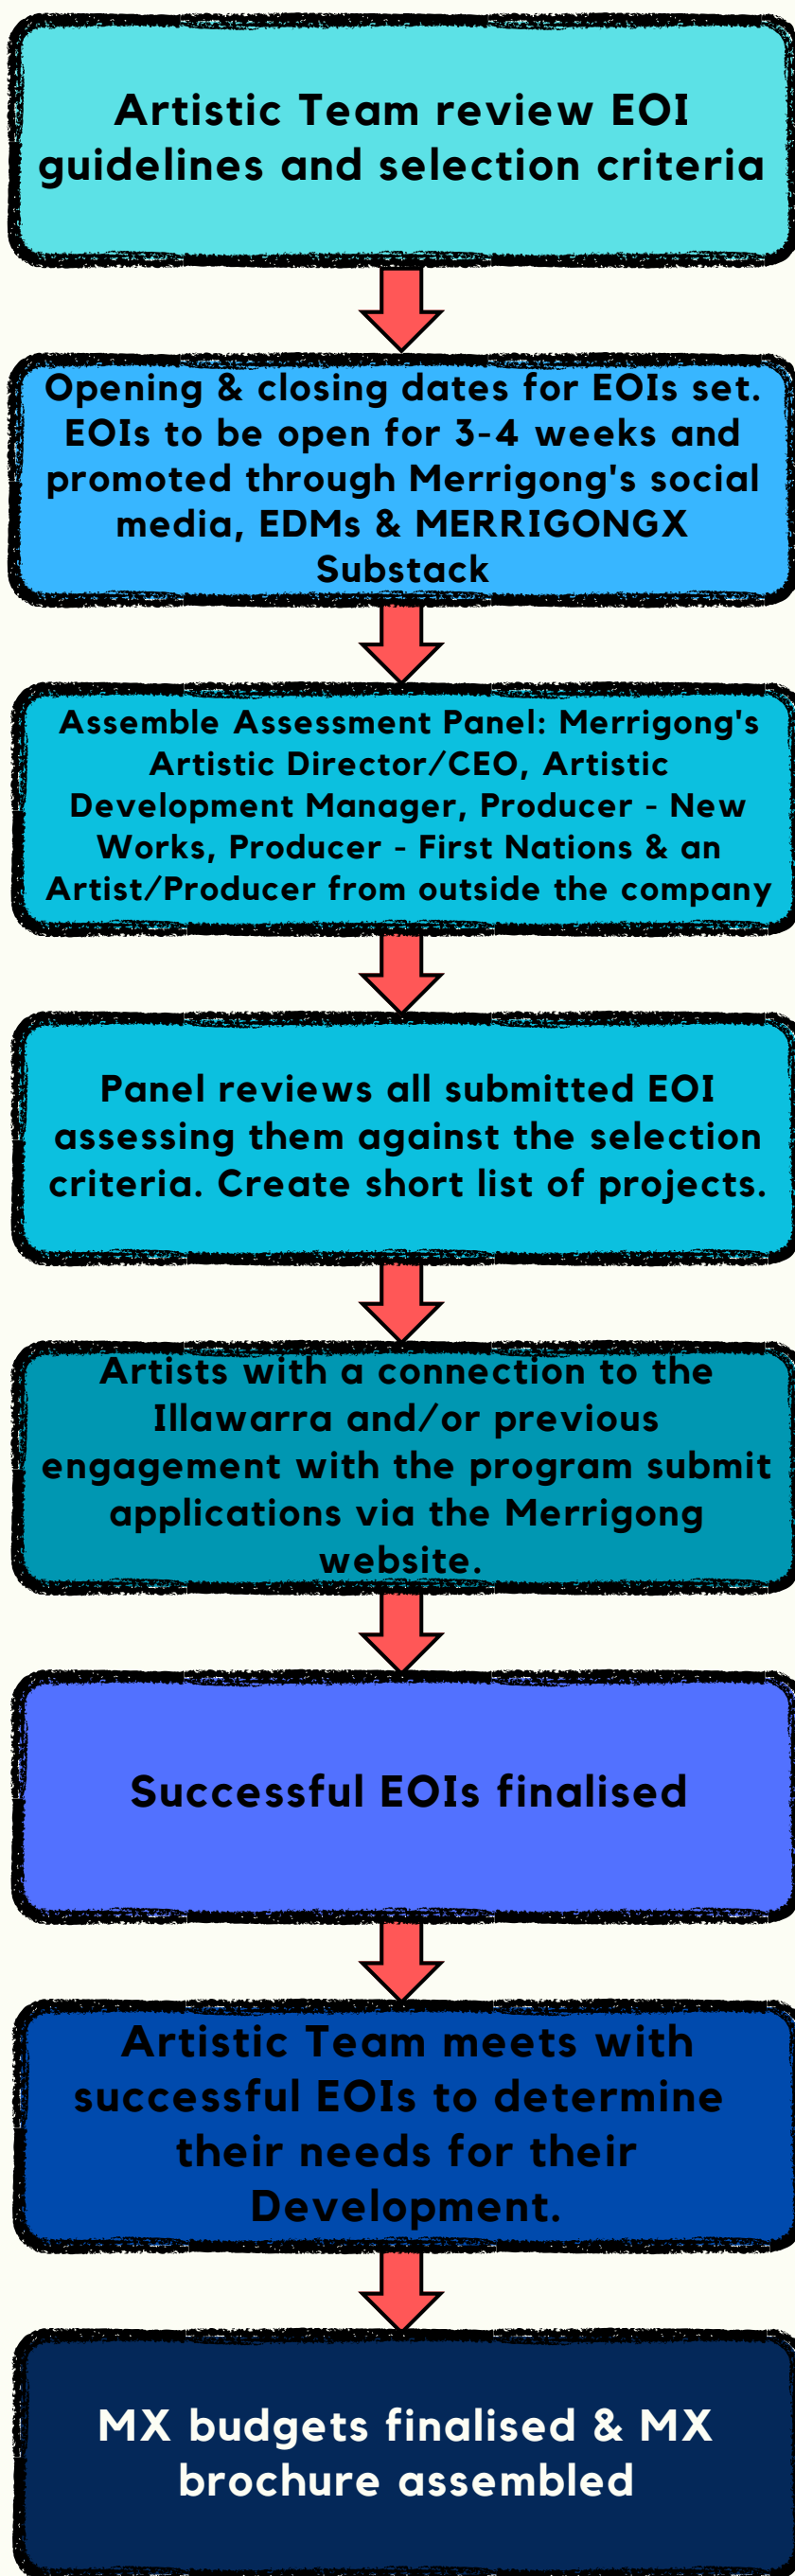 Artistic Team review EOI
guidelines and selection criteria
Opening & closing dates for EOIs set.
EOIs to be open for 3-4 weeks and
promoted through Merrigong's social
media, EDMs & MERRIGONGX
Substack
Assemble Assessment Panel: Merrigong's
Artistic Director/CEO, Artistic
Development Manager, Producer - New
Works, Producer - First Nations & an
Artist/Producer from outside the company
Panel reviews all submitted EOI
assessing them against the selection
criteria. Create short list of projects.
Artists with a connection to the
Illawarra and/or previous
engagement with the program submit
applications via the Merrigong
website.
Successful EOIs finalised
Artistic Team meets with
successful EOIs to determine
their needs for their
Development.
MX budgets finalised & MX
brochure assembled